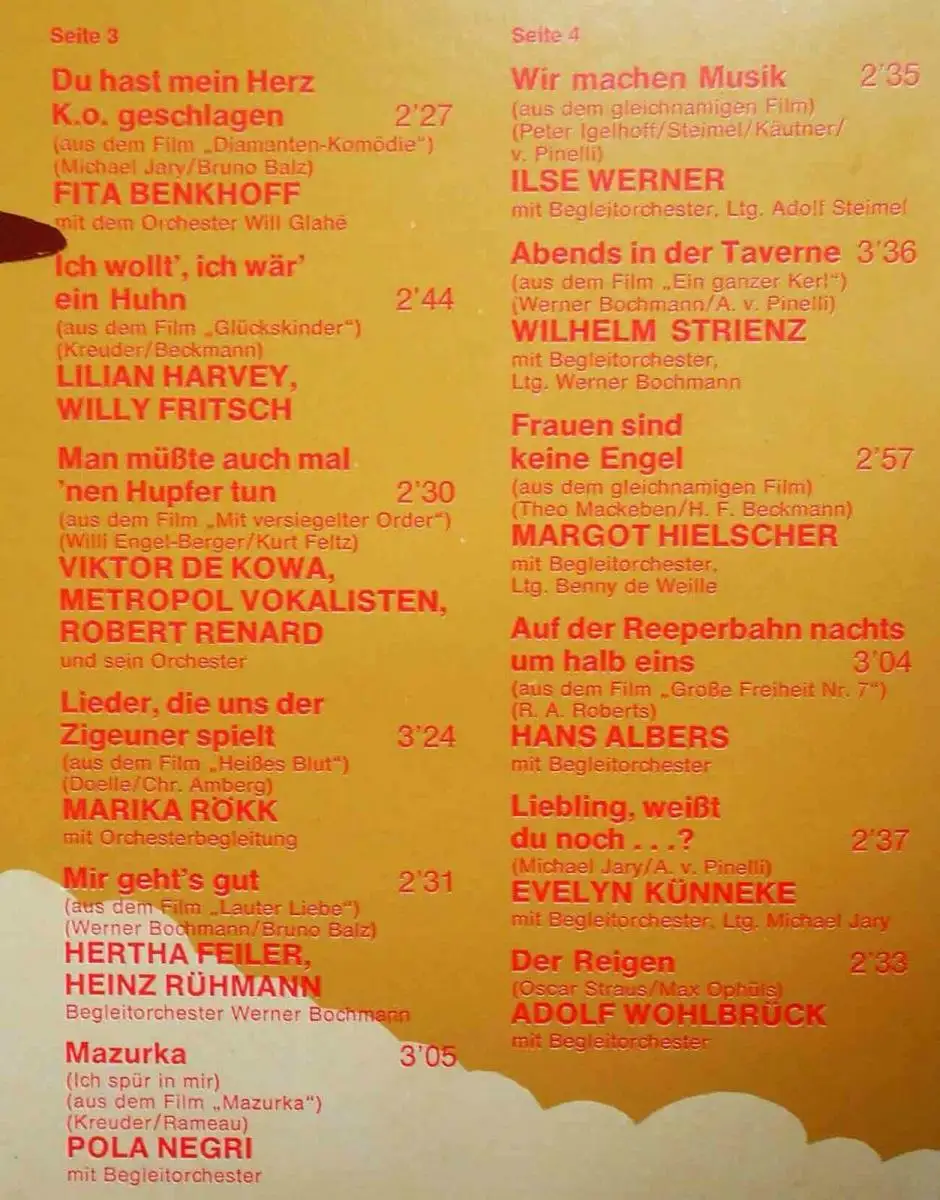 Seite 3
Du hast mein Herz
K.o. geschlagen 2'27
(aus dem Film „Diamanten-Komödie")
(Michael Jary/Bruno Balz)
FITA BENKHOFF
mit dem Orchester Will Glahé
Ich wollt', ich wär'
ein Huhn 2'44
(aus dem Film „Glückskinder")
(Kreuder/Beckmann)
LILIAN HARVEY,
WILLY FRITSCH
Man müßte auch mal
'nen Hupfer tun 2'30
(aus dem Film „Mit versiegelter Order")
(Willi Engel-Berger/Kurt Feltz)
VIKTOR DE KOWA,
METROPOL VOKALISTEN,
ROBERT RENARD
und sein Orchester
Lieder, die uns der
Zigeuner spielt 3'24
(aus dem Film „Heißes Blut")
(Doelle/Chr. Amberg)
MARIKA RÖKK
mit Orchesterbegleitung
Mir geht's gut 2'31
(aus dem Film „Lauter Liebe")
(Werner Bochmann/Bruno Balz)
HERTHA FEILER,
HEINZ RÜHMANN
Begleitorchester Werner Bochmann
Mazurka 3'05
(Ich spür in mir)
(aus dem Film „Mazurka")
(Kreuder/Rameau)
POLA NEGRI
mit Begleitorchester
Seite 4
Wir machen Musik 2'35
(aus dem gleichnamigen Film)
(Peter Igelhoff/Steimel/Käutner/
v. Pinelli)
ILSE WERNER
mit Begleitorchester, Ltg. Adolf Steimel
Abends in der Taverne 3'36
(aus dem Film „Ein ganzer Kerl")
(Werner Bochmann/A. v. Pinelli)
WILHELM STRIENZ
mit Begleitorchester,
Ltg. Werner Bochmann
Frauen sind
keine Engel 2'57
(aus dem gleichnamigen Film)
(Theo Mackeben/H. F. Beckmann)
MARGOT HIELSCHER
mit Begleitorchester,
Ltg. Benny de Weille
Auf der Reeperbahn nachts
um halb eins 3'04
(aus dem Film „Große Freiheit Nr. 7")
(R. A. Roberts)
HANS ALBERS
mit Begleitorchester
Liebling, weißt
du noch . . . ? 2'37
(Michael Jary/A. v. Pinelli)
EVELYN KÜNNEKE
mit Begleitorchester, Ltg. Michael Jary
Der Reigen 2'33
(Oscar Straus/Max Ophüls)
ADOLF WOHLBRÜCK
mit Begleitorchester